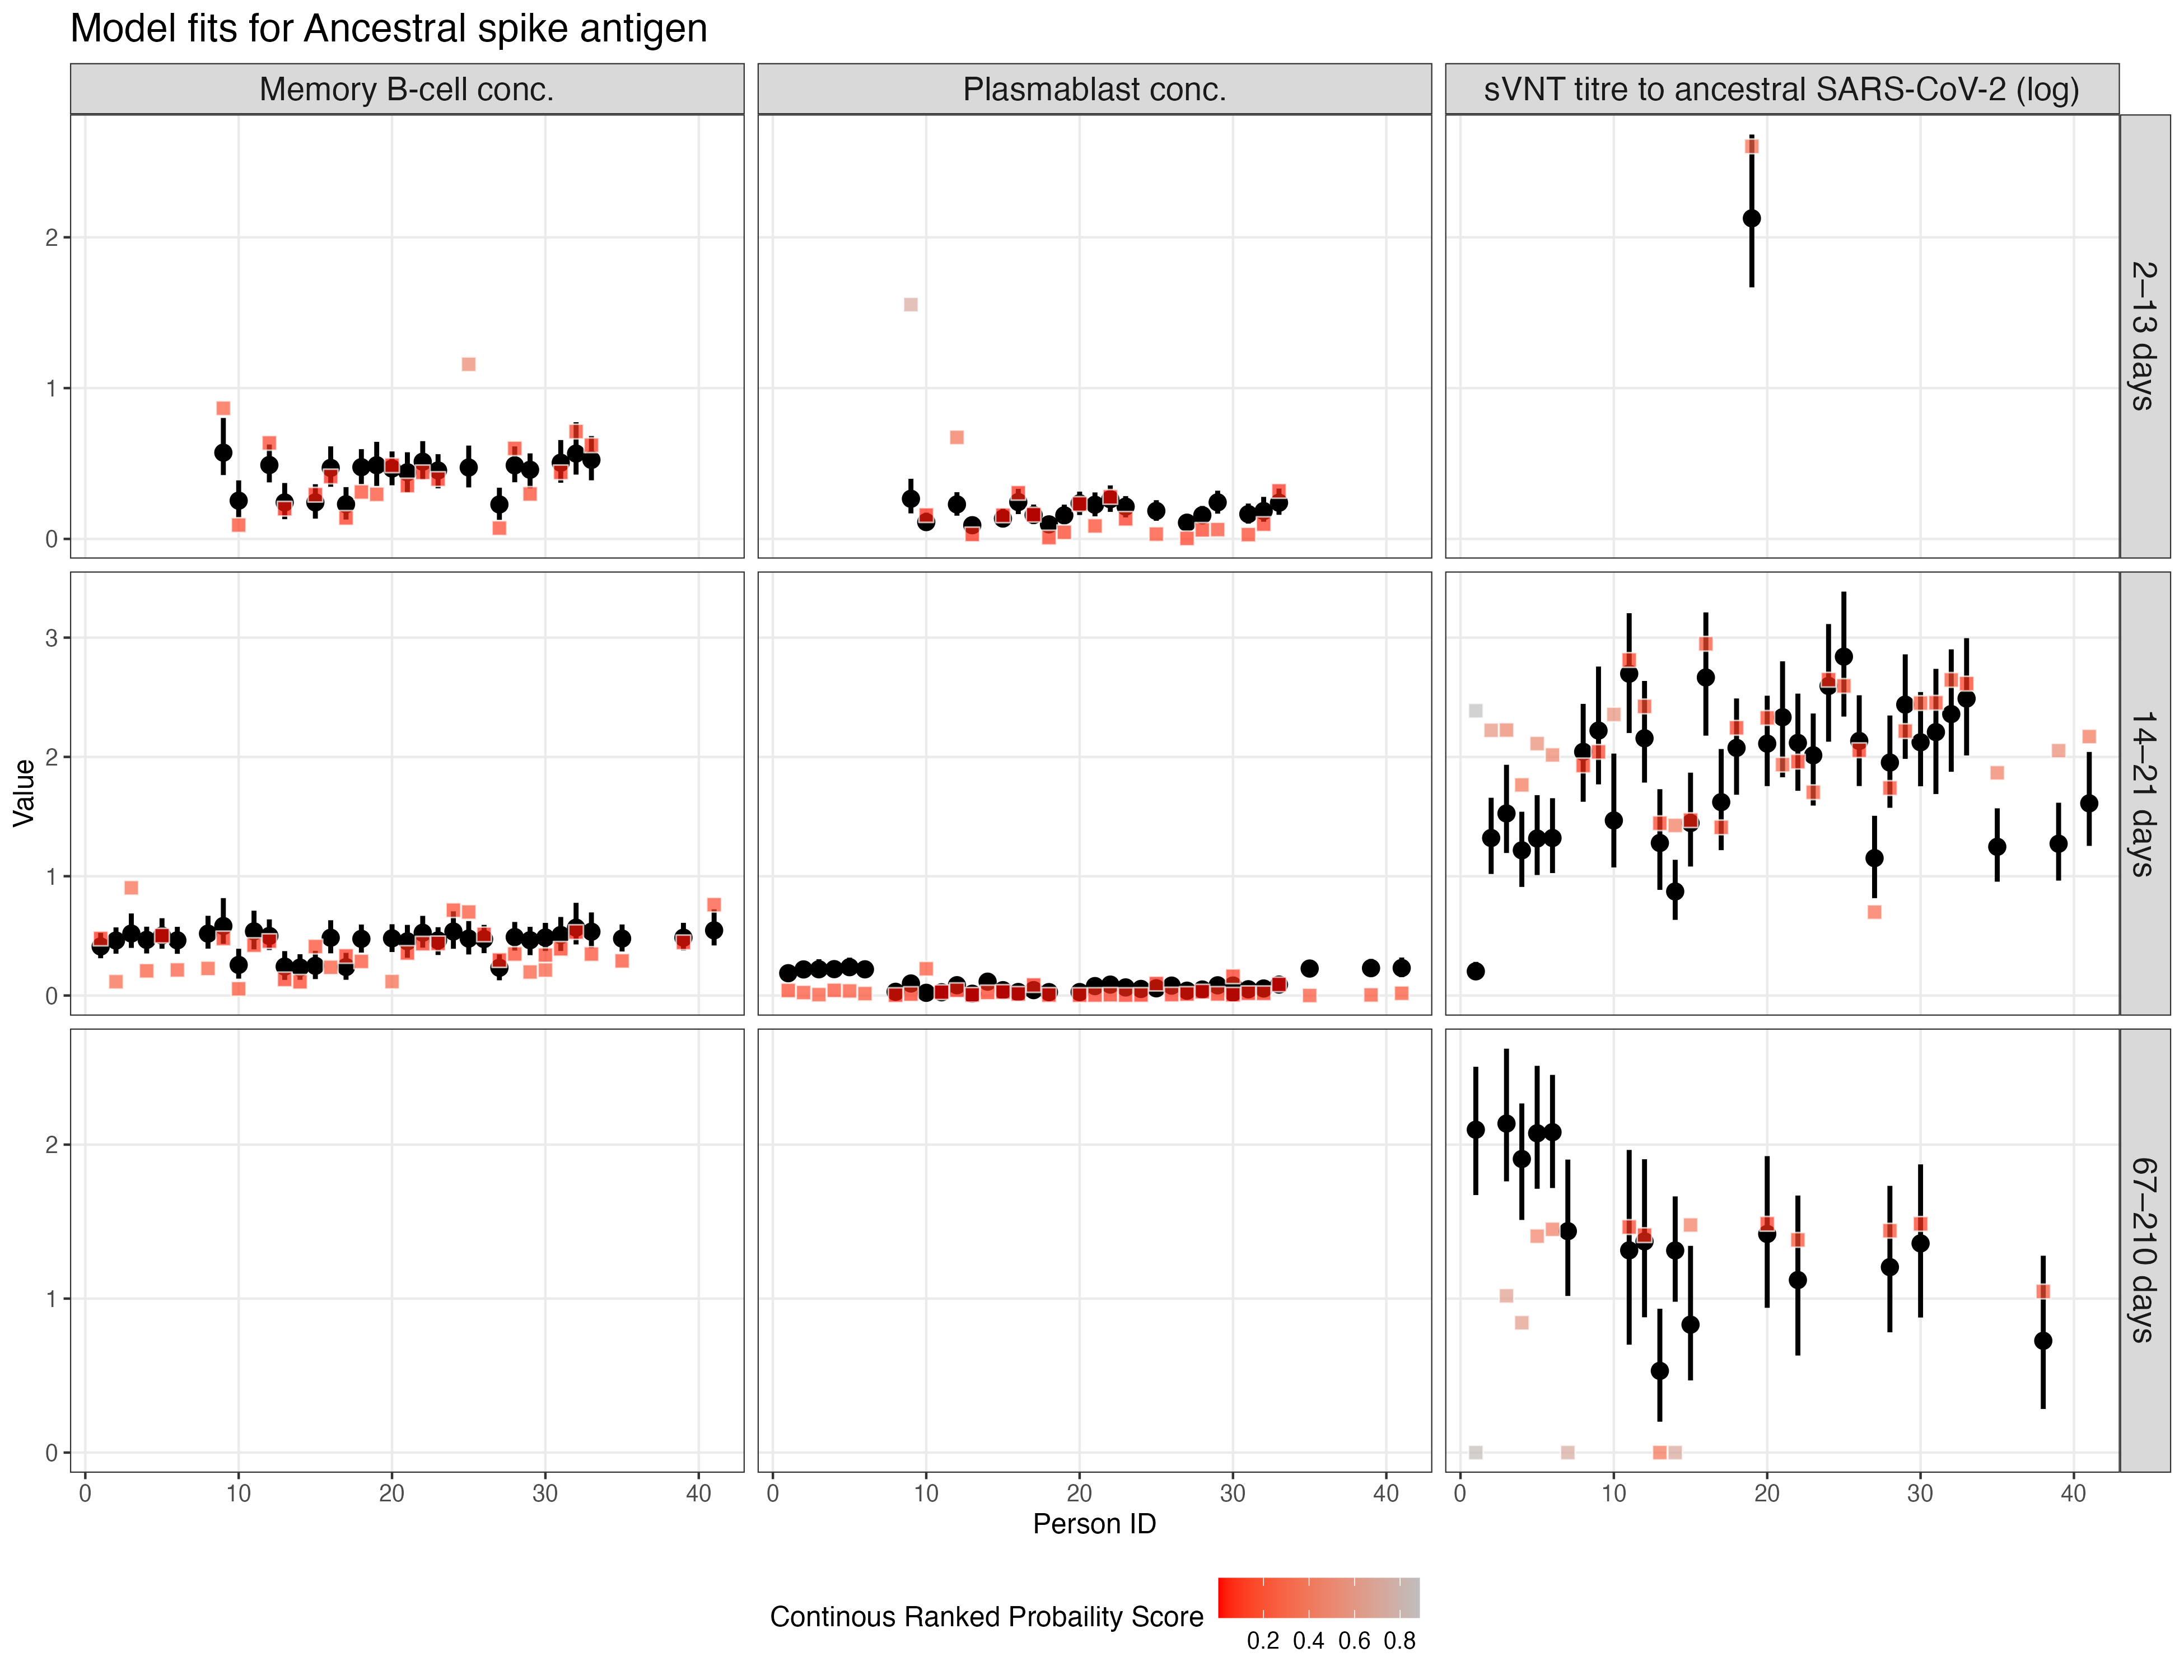 Model fits for Ancestral spike antigen
Memory B-cell conc.
Plasmablast conc.
sVNT titre to ancestral SARS-CoV-2 (log)
2
1
0
2–13 days
3
2
1
0
14–21 days
Value
2
1
0
67–210 days
0 10 20 30 40
0 10 20 30 40
0 10 20 30 40
Person ID
Continous Ranked Probaility Score
0.2 0.4 0.6 0.8